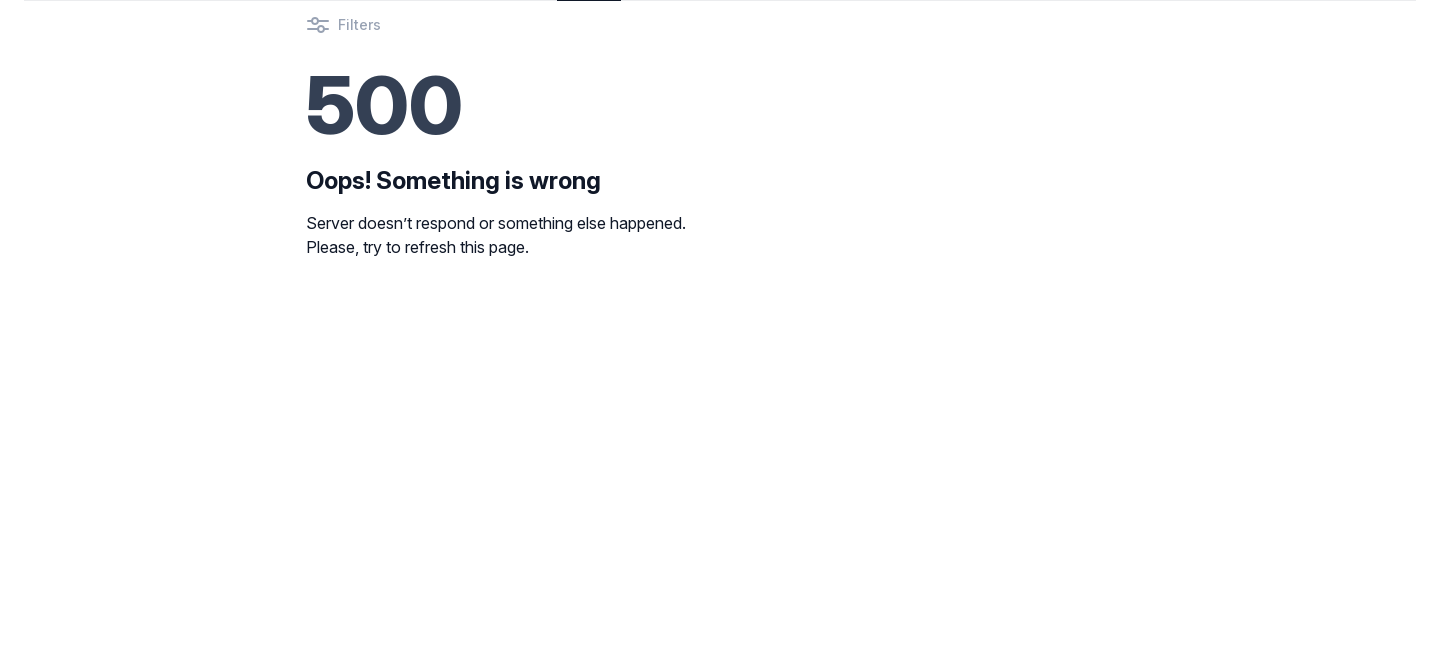 Filters
500
Oops! Something is wrong
Server doesn’t respond or something else happened.
Please, try to refresh this page.